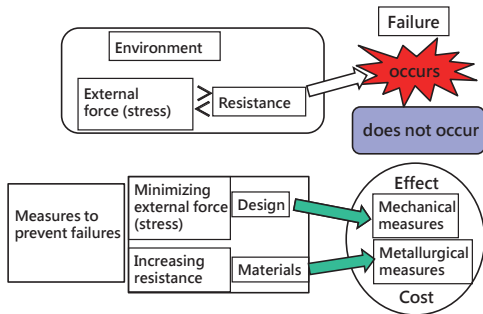 Failure
Environment
occurs
External
force (stress)
>
<
Resistance
does not occur
Measures to
prevent failures
Minimizing
external force
(stress)
Design
Increasing
resistance
Materials
Effect
Mechanical
measures
Metallurgical
measures
Cost